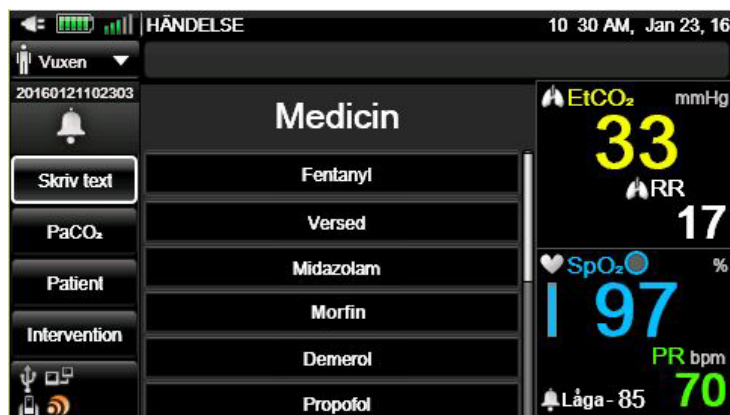 HÄNDELSE
10 30 AM, Jan 23, 16
Vuxen
20160121102303
Medicin
Skriv text
PaCO₂
Patient
Intervention
Fentanyl
Versed
Midazolam
Morfin
Demerol
Propofol
EtCO₂ mmHg
33
RR
17
SpO₂ %
97
PR bpm
Låga - 85 70